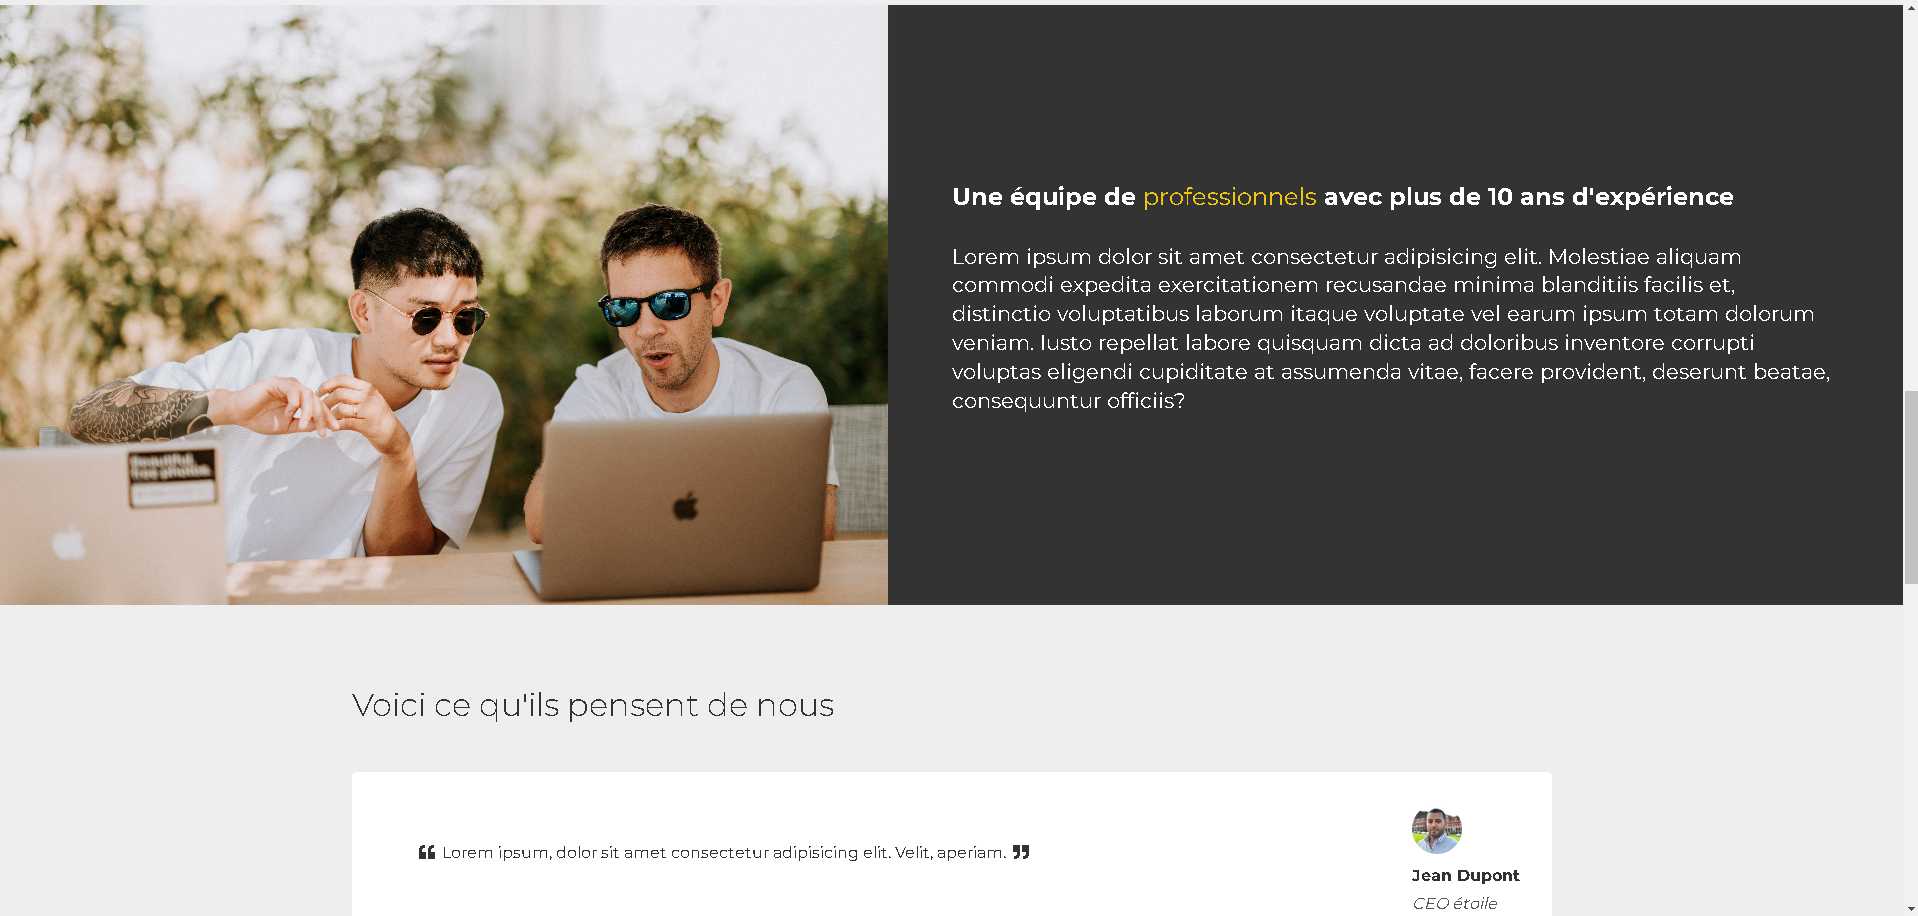 Beautiful,
free photos.
Une équipe de professionnels avec plus de 10 ans d'expérience
Lorem ipsum dolor sit amet consectetur adipisicing elit. Molestiae aliquam
commodi expedita exercitationem recusandae minima blanditiis facilis et,
distinctio voluptatibus laborum itaque voluptate vel earum ipsum totam dolorum
veniam. Iusto repellat labore quisquam dicta ad doloribus inventore corrupti
voluptas eligendi cupiditate at assumenda vitae, facere provident, deserunt beatae,
consequuntur officiis?
Voici ce qu'ils pensent de nous
❝ Lorem ipsum, dolor sit amet consectetur adipisicing elit. Velit, aperiam. ❞
Jean Dupont
CEO étoile